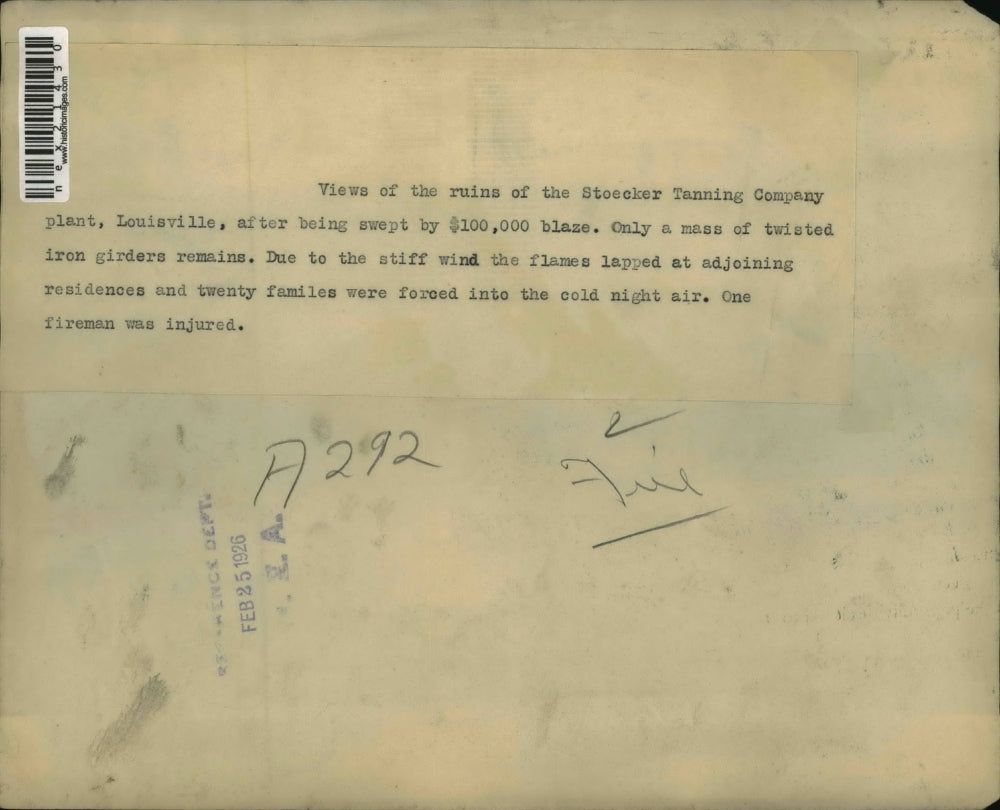 nex21430
www.historicimages.com
Views of the ruins of the Stoecker Tanning Company
plant, Louisville, after being swept by $100,000 blaze. Only a mass of twisted
iron girders remains. Due to the stiff wind the flames lapped at adjoining
residences and twenty familes were forced into the cold night air. One
fireman was injured.
A292
Fire
DEPT.
FEB 25 1926
E. A.